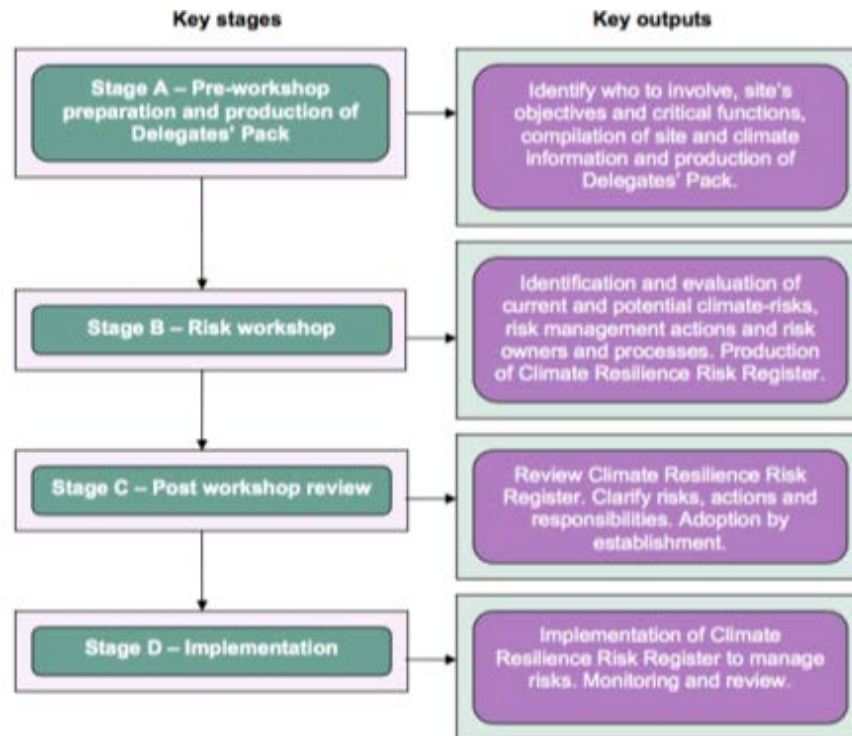 Key stages
Key outputs
Stage A – Pre-workshop
preparation and production of
Delegates' Pack
Identify who to involve, site's
objectives and critical functions,
compilation of site and climate
information and production of
Delegates' Pack.
Stage B – Risk workshop
Identification and evaluation of
current and potential climate-risks,
risk management actions and risk
owners and processes. Production
of Climate Resilience Risk Register.
Stage C – Post workshop review
Review Climate Resilience Risk
Register. Clarify risks, actions and
responsibilities. Adoption by
establishment.
Stage D – Implementation
Implementation of Climate
Resilience Risk Register to manage
risks. Monitoring and review.